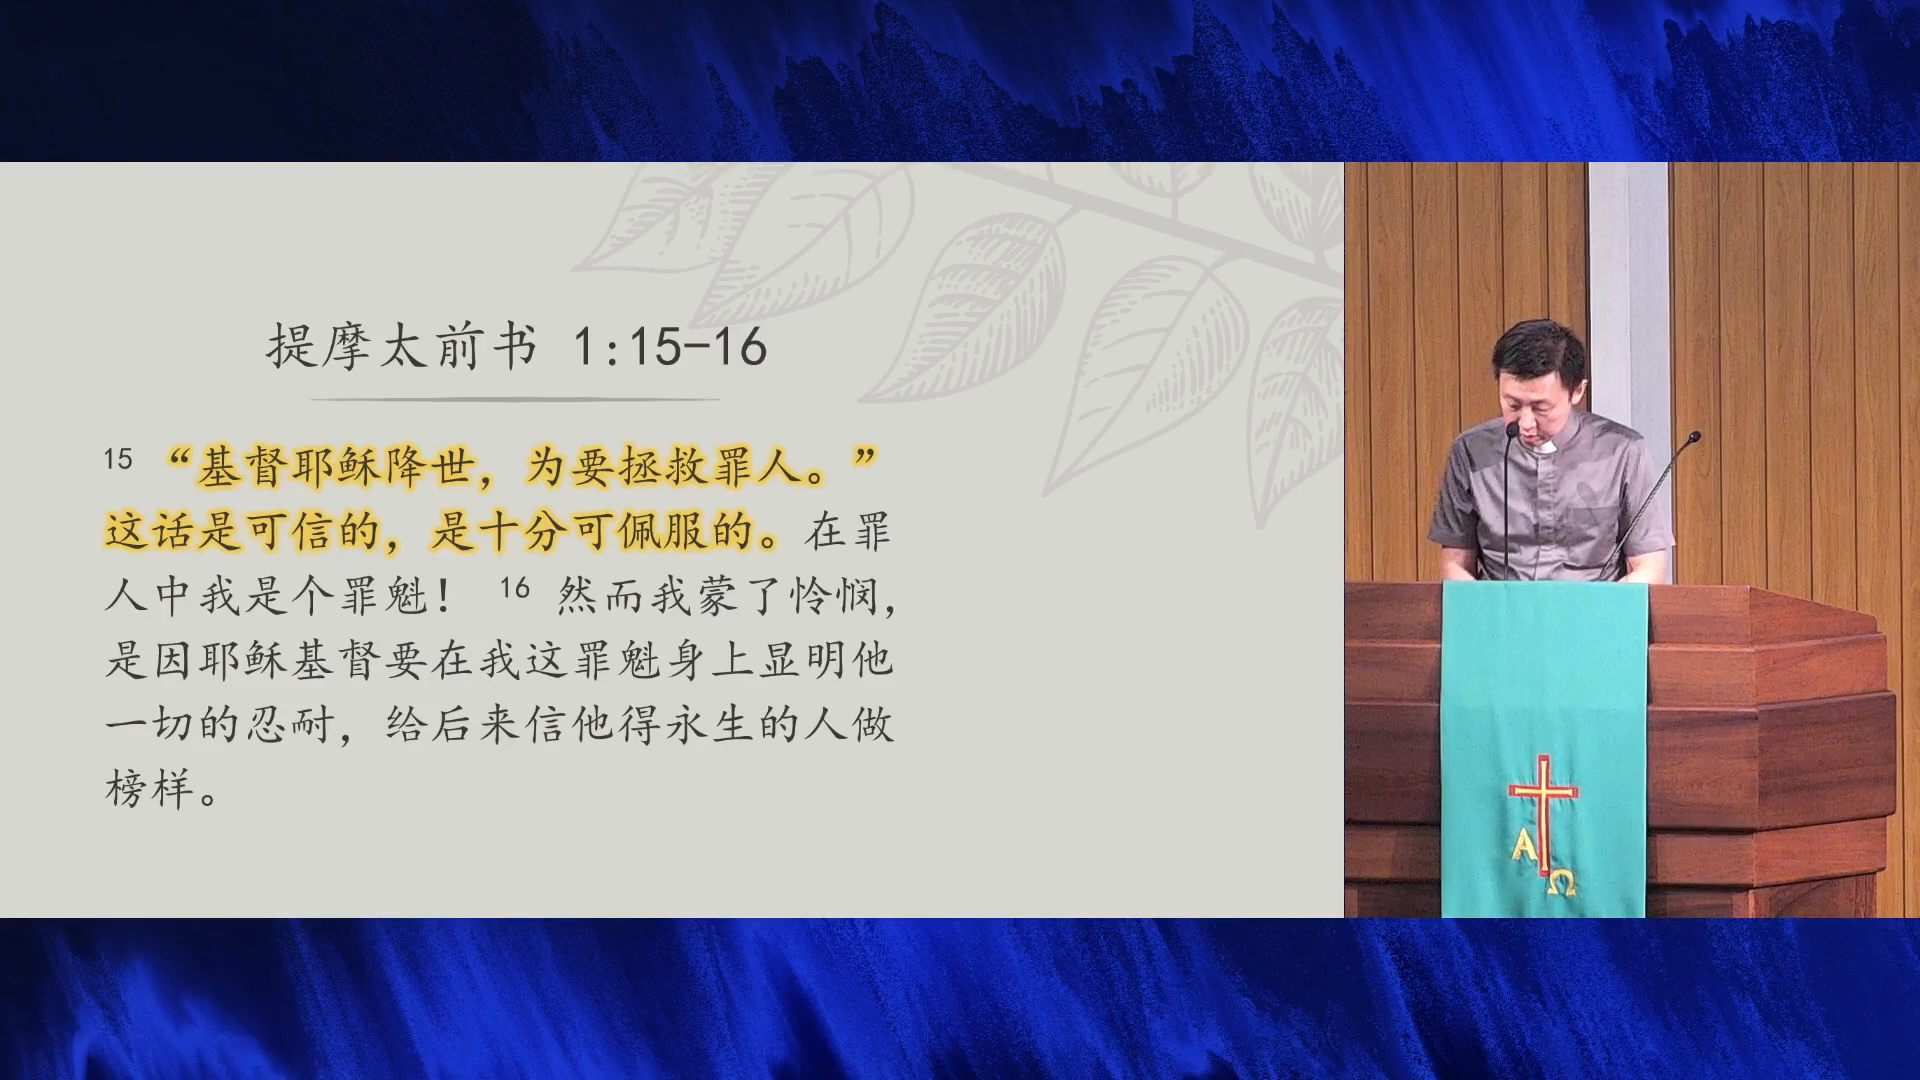 提摩太前书 1:15-16
15 “基督耶稣降世，为要拯救罪人。”
这话是可信的，是十分可佩服的。在罪
人中我是个罪魁！ 16 然而我蒙了怜悯，
是因耶稣基督要在我这罪魁身上显明他
一切的忍耐，给后来信他得永生的人做
榜样。
Α
Ω